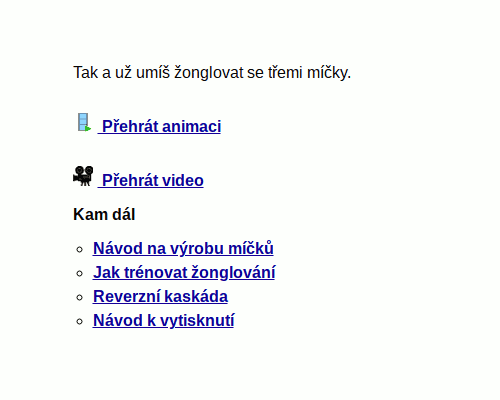 Tak a už umíš žonglovat se třemi míčky.
Přehrát animaci
Přehrát video
Kam dál
Návod na výrobu míčků
Jak trénovat žonglování
Reverzní kaskáda
Návod k vytisknutí